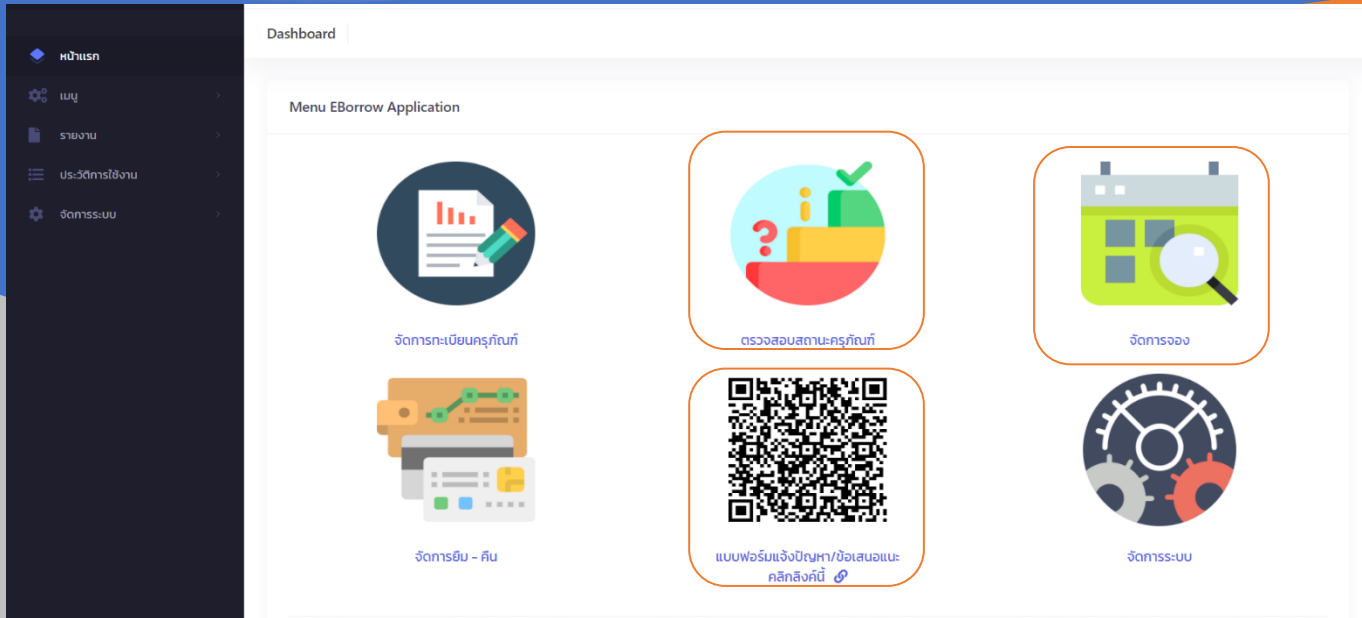 หน้าแรก
เมนู
รายงาน
ประวัติการใช้งาน
จัดการระบบ
Dashboard
Menu EBorrow Application
จัดการทะเบียนครุภัณฑ์
ตรวจสอบสถานะครุภัณฑ์
จัดการจอง
จัดการยืม - คืน
แบบฟอร์มแจ้งปัญหา/ข้อเสนอแนะ
คลิกลิงค์นี้
จัดการระบบ